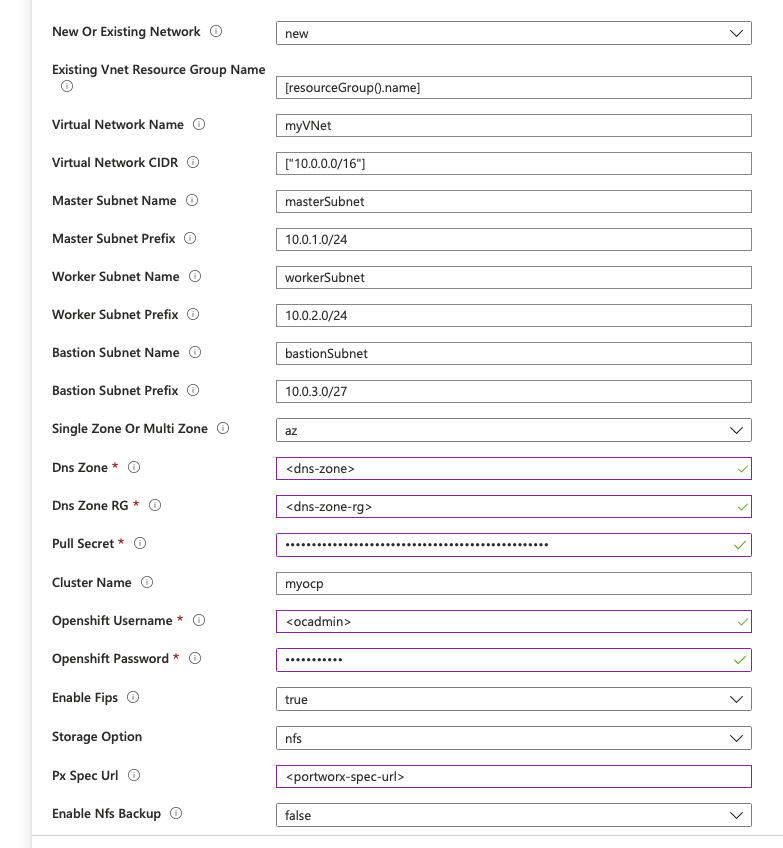 New Or Existing Network
new
Existing Vnet Resource Group Name
[resourceGroup().name]
Virtual Network Name
myVNet
Virtual Network CIDR
["10.0.0.0/16"]
Master Subnet Name
masterSubnet
Master Subnet Prefix
10.0.1.0/24
Worker Subnet Name
workerSubnet
Worker Subnet Prefix
10.0.2.0/24
Bastion Subnet Name
bastionSubnet
Bastion Subnet Prefix
10.0.3.0/27
Single Zone Or Multi Zone
az
Dns Zone *
<dns-zone>
Dns Zone RG *
<dns-zone-rg>
Pull Secret *
Cluster Name
myocp
Openshift Username *
<ocadmin>
Openshift Password *
Enable Fips
true
Storage Option
nfs
Px Spec Url
<portworx-spec-url>
Enable Nfs Backup
false